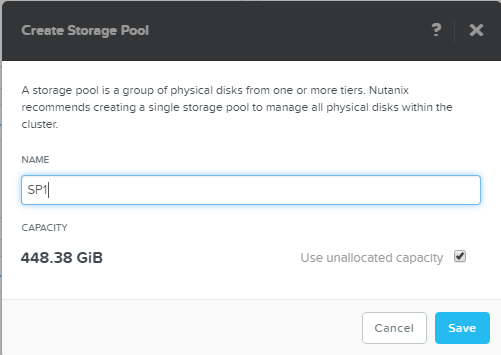 Create Storage Pool
?
A storage pool is a group of physical disks from one or more tiers. Nutanix
recommends creating a single storage pool to manage all physical disks within the
cluster.
NAME
SP1
CAPACITY
448.38 GiB Use unallocated capacity
Cancel Save